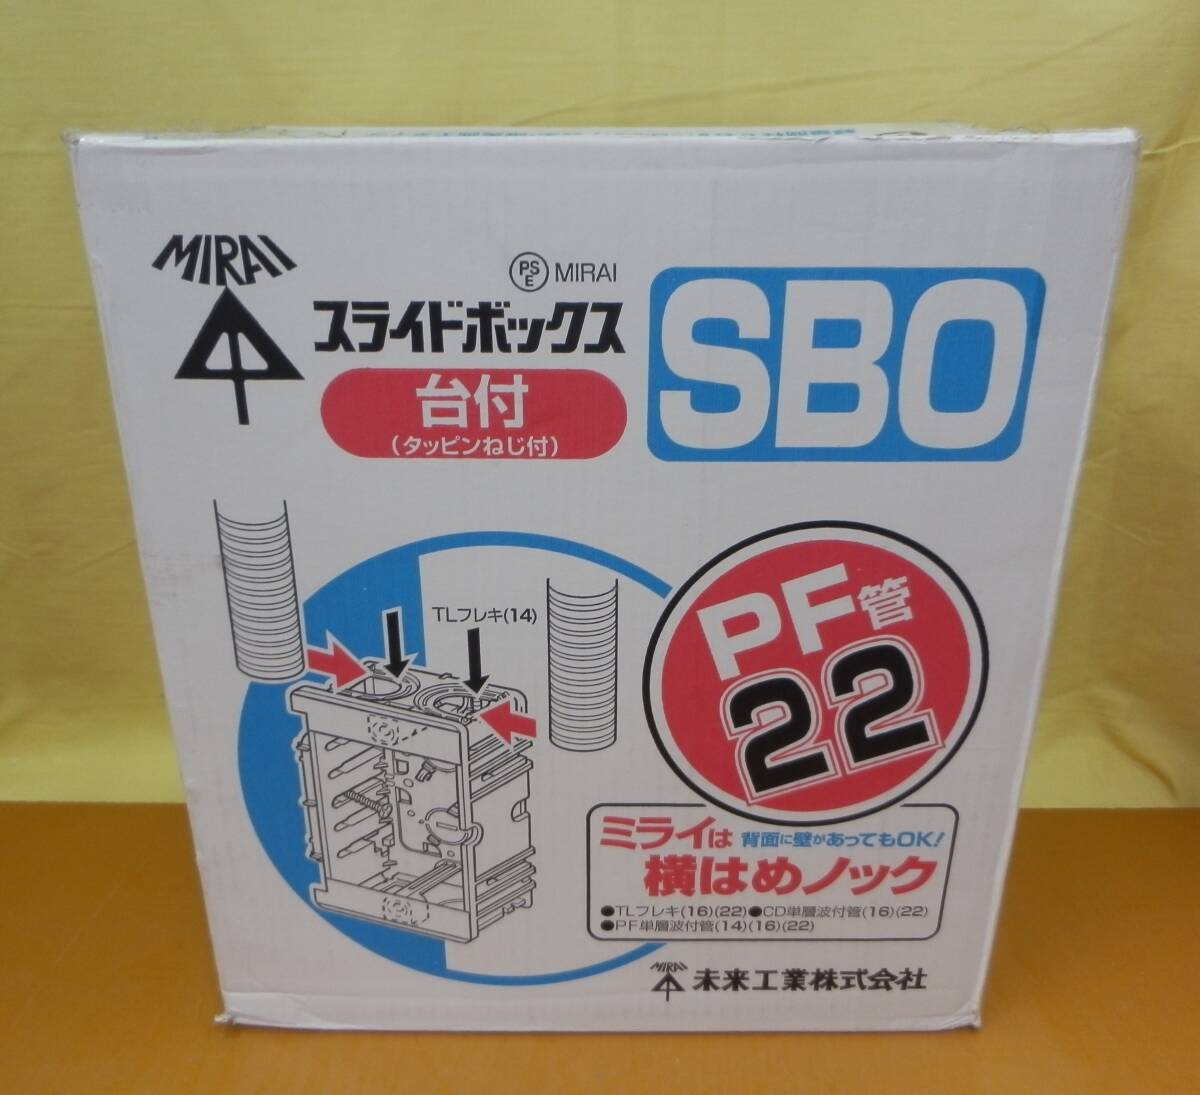 MIRAI
PSE MIRAI
スライドボックス
台付
(タッピンねじ付)
SBO
TLフレキ(14)
PF管
22
ミライは 背面に壁があってもOK!
横はめノック
●TLフレキ(16)(22)●CD単層波付管(16)(22)
●PF単層波付管(14)(16)(22)
MIRAI 未来工業株式会社